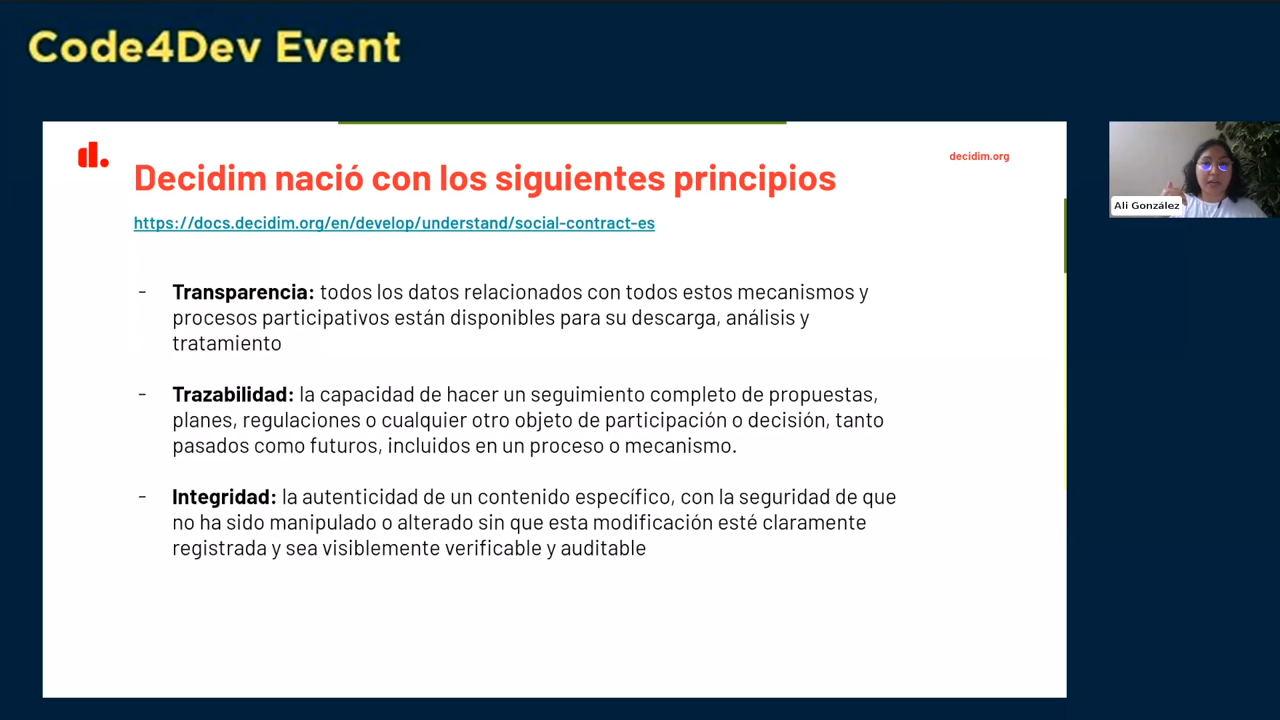 Code4Dev Event
decidim.org
Decidim nació con los siguientes principios
https://docs.decidim.org/en/develop/understand/social-contract-es
- Transparencia: todos los datos relacionados con todos estos mecanismos y
procesos participativos están disponibles para su descarga, análisis y
tratamiento
- Trazabilidad: la capacidad de hacer un seguimiento completo de propuestas,
planes, regulaciones o cualquier otro objeto de participación o decisión, tanto
pasados como futuros, incluidos en un proceso o mecanismo.
- Integridad: la autenticidad de un contenido específico, con la seguridad de que
no ha sido manipulado o alterado sin que esta modificación esté claramente
registrada y sea visiblemente verificable y auditable
Ali González